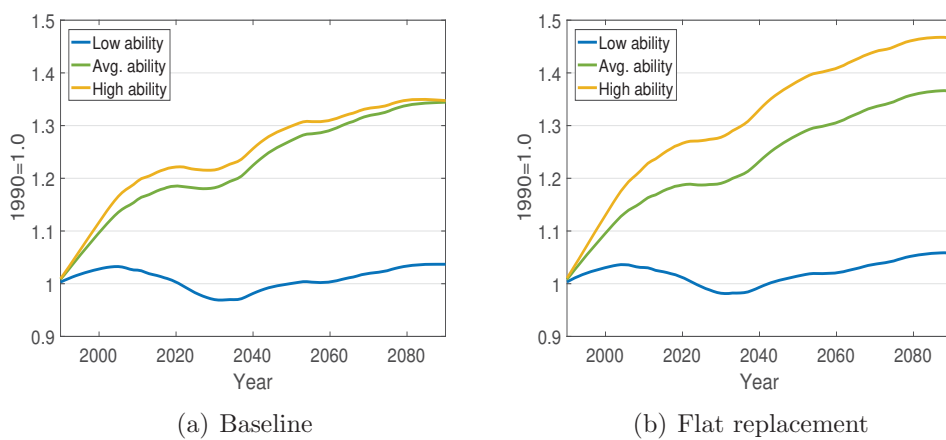 1.5
1.4
1.3
1.2
1.1
1
0.9
1990=1.0
Low ability
Avg. ability
High ability
2000 2020 2040 2060 2080
Year
(a) Baseline
1.5
1.4
1.3
1.2
1.1
1
0.9
1990=1.0
Low ability
Avg. ability
High ability
2000 2020 2040 2060 2080
Year
(b) Flat replacement